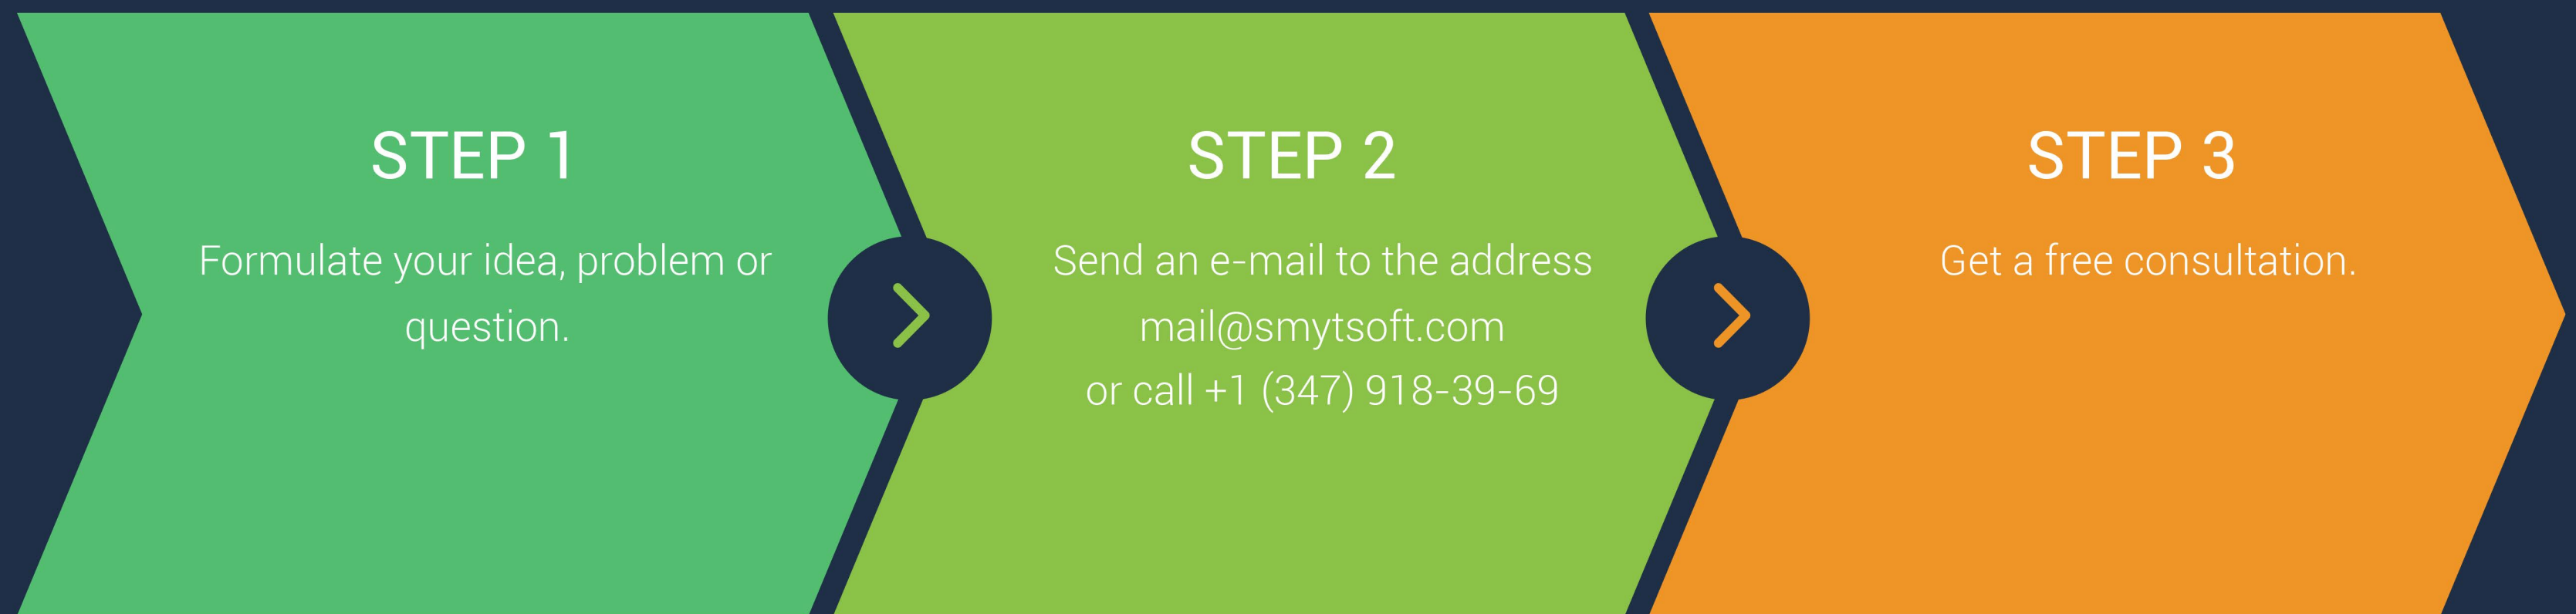 STEP 1
Formulate your idea, problem or
question.
STEP 2
Send an e-mail to the address
mail@smytsoft.com
or call +1 (347) 918-39-69
STEP 3
Get a free consultation.